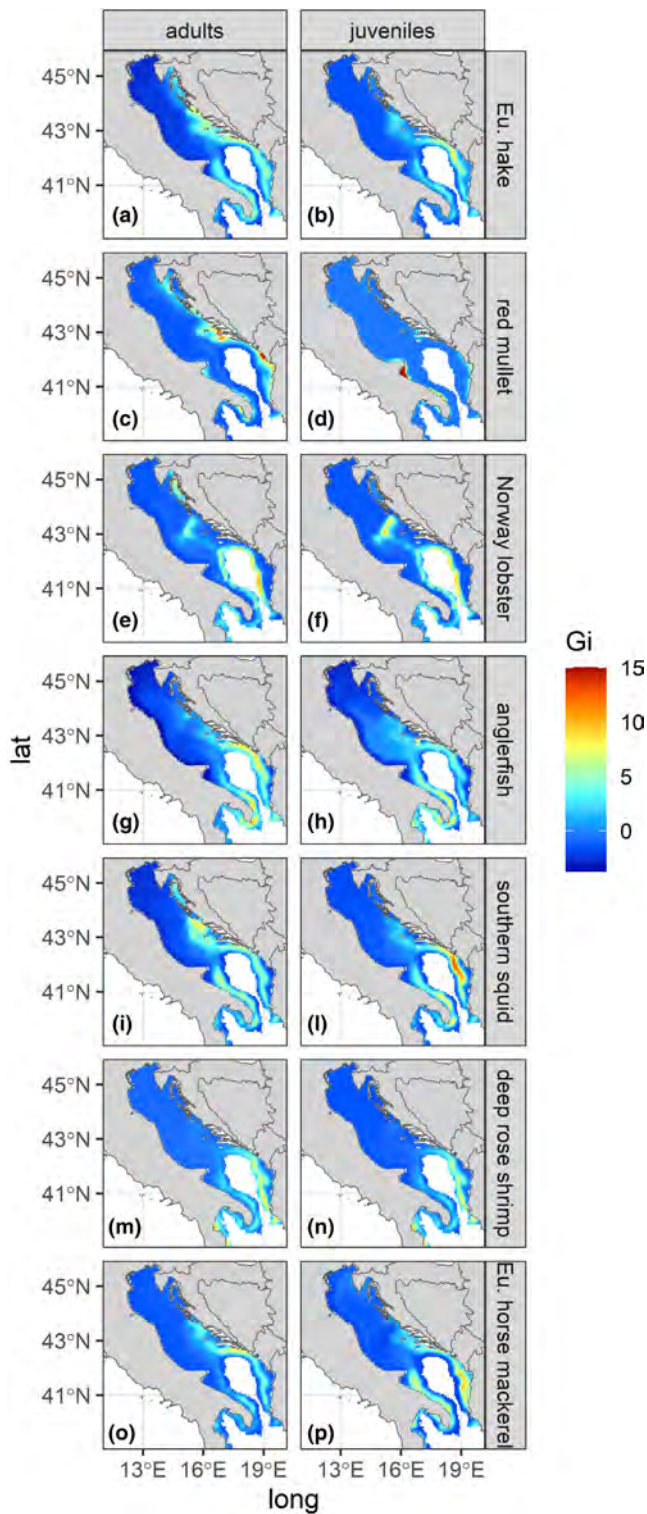 adults juveniles
45°N
43°N
41°N
(a) (b)
Eu. hake
45°N
43°N
41°N
(c) (d)
red mullet
45°N
43°N
41°N
(e) (f)
Norway lobster
45°N
43°N
41°N
(g) (h)
anglerfish
45°N
43°N
41°N
(i) (l)
southern squid
45°N
43°N
41°N
(m) (n)
deep rose shrimp
45°N
43°N
41°N
(o) (p)
Eu. horse mackerel
13°E 16°E 19°E 13°E 16°E 19°E
long
lat
Gi
15
10
5
0